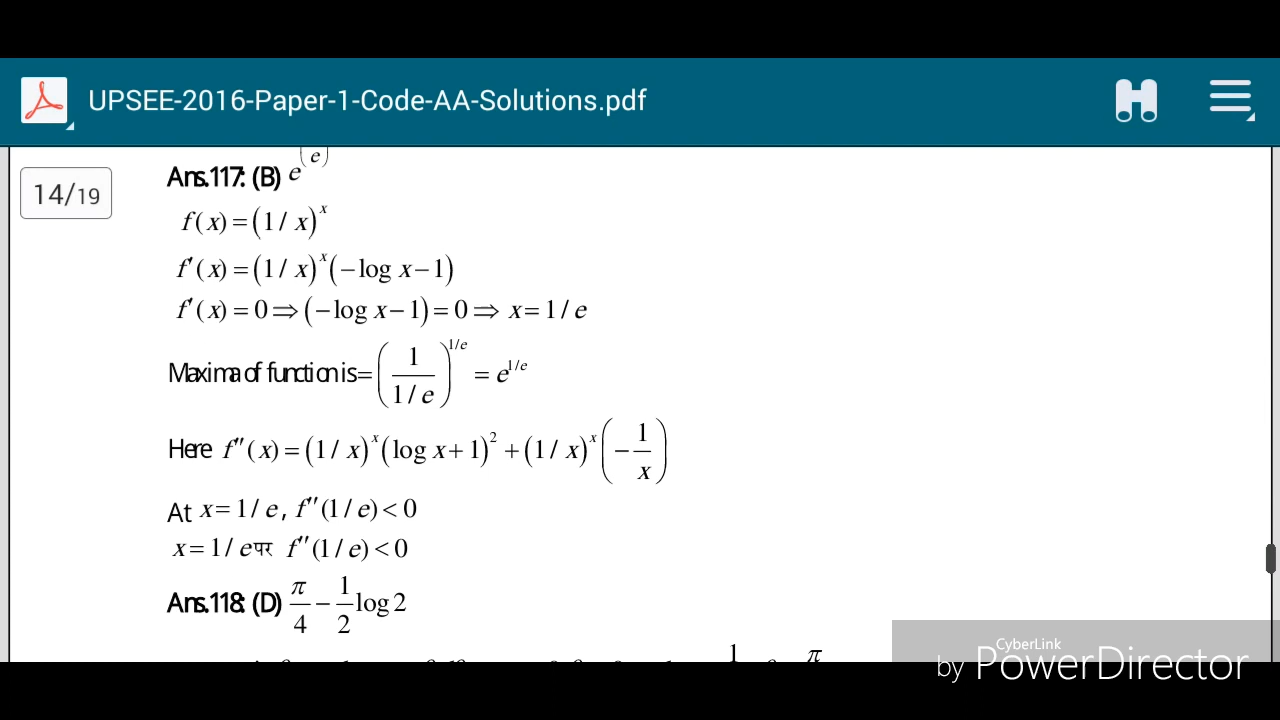 UPSEE-2016-Paper-1-Code-AA-Solutions.pdf
14/19
Ans.117: (B) e^(e)
f(x) = (1 / x)^x
f′(x) = (1 / x)^x (−log x − 1)
f′(x) = 0 ⇒ (−log x − 1) = 0 ⇒ x = 1 / e
Maxima of function is = (1/(1 / e))^(1/e) = e^(1/e)
Here f″(x) = (1 / x)^x (log x + 1)^2 + (1 / x)^x (−1/x)
At x = 1 / e, f″(1 / e) < 0
x = 1 / e पर f″(1 / e) < 0
Ans.118: (D) π/4 − 1/2 log 2
CyberLink
by PowerDirector